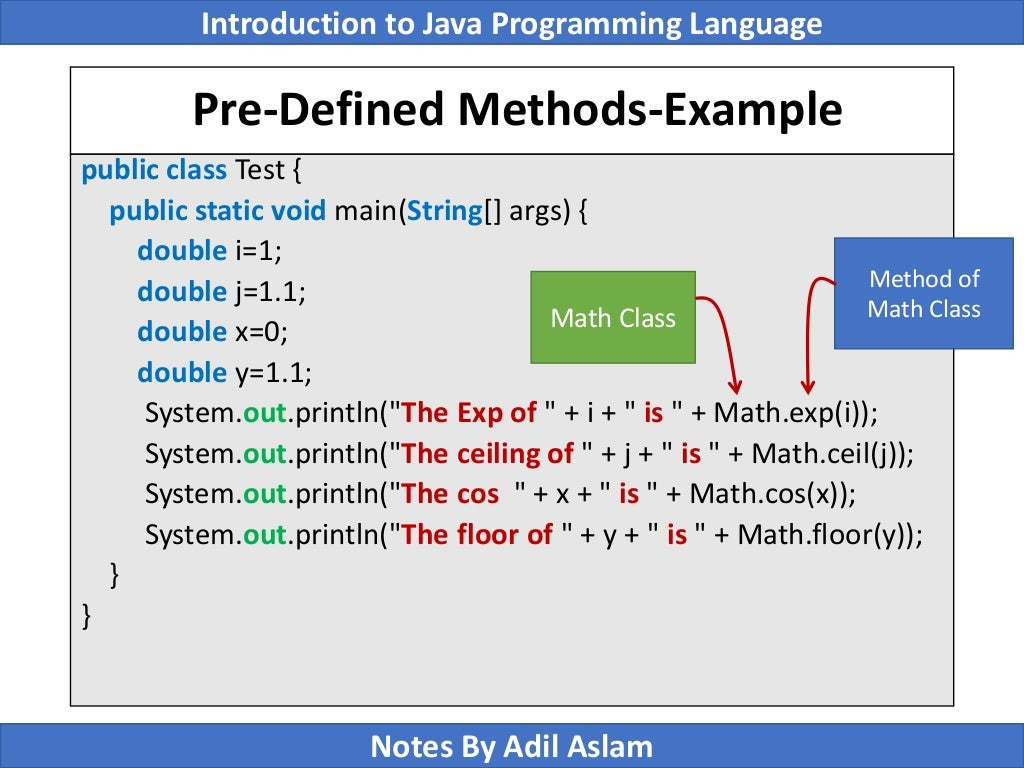 Introduction to Java Programming Language
Pre-Defined Methods-Example
public class Test {
public static void main(String[] args) {
double i=1;
double j=1.1;
double x=0;
double y=1.1;
Math Class
Method of
Math Class
System.out.println("The Exp of " + i + " is " + Math.exp(i));
System.out.println("The ceiling of " + j + " is " + Math.ceil(j));
System.out.println("The cos  " + x + " is " + Math.cos(x));
System.out.println("The floor of " + y + " is " + Math.floor(y));
}
}
Notes By Adil Aslam